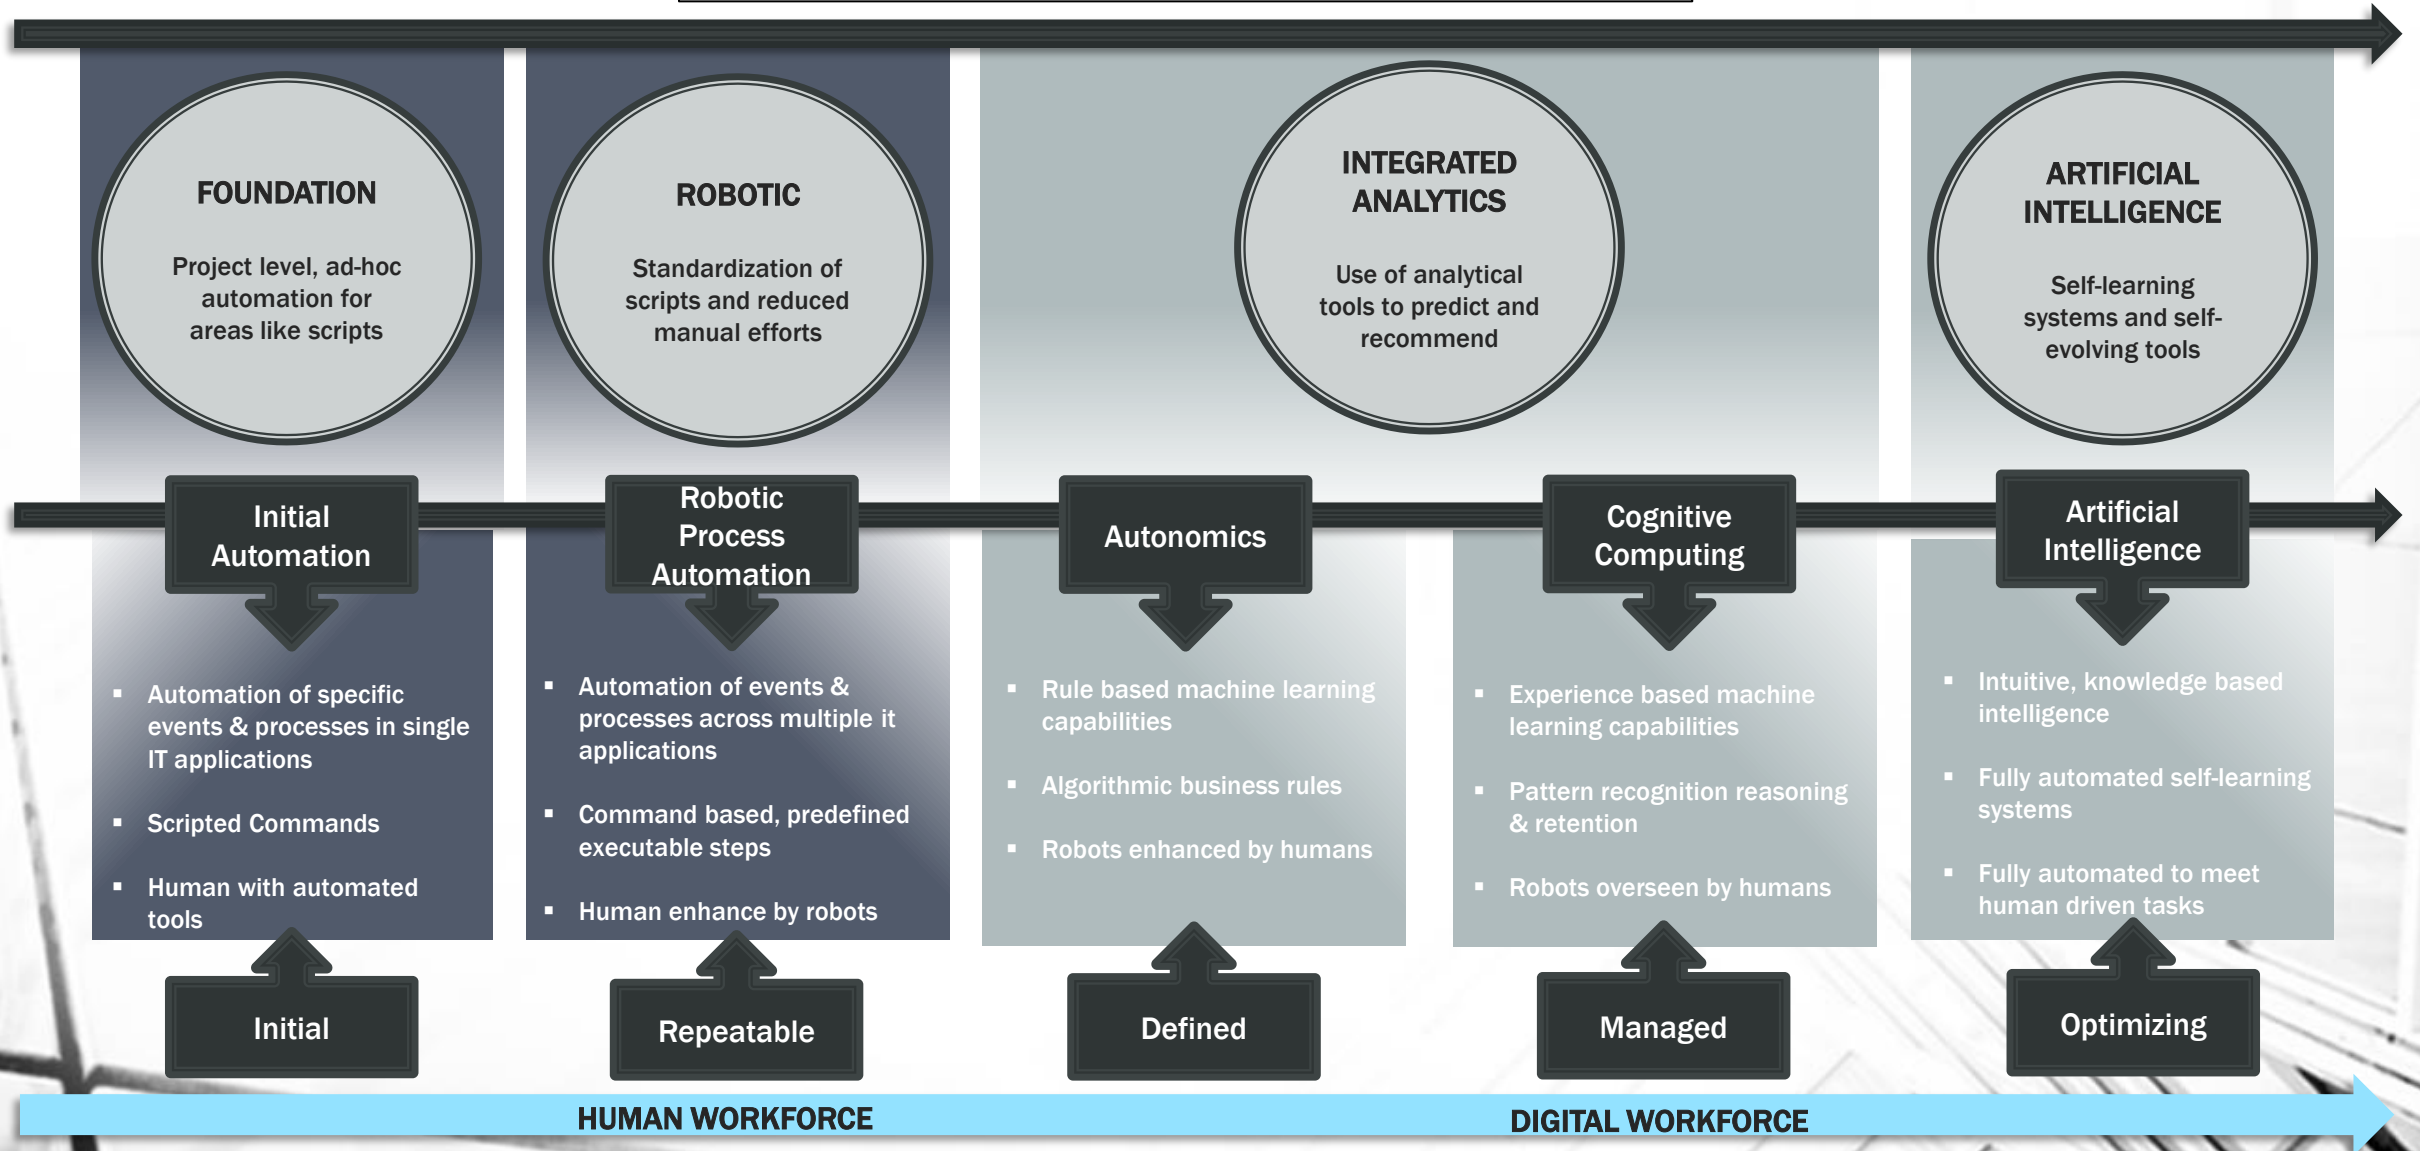 FOUNDATION
Project level, ad-hoc
automation for
areas like scripts
ROBOTIC
Standardization of
scripts and reduced
manual efforts
INTEGRATED
ANALYTICS
Use of analytical
tools to predict and
recommend
ARTIFICIAL
INTELLIGENCE
Self-learning
systems and self-
evolving tools
Initial
Automation
Robotic
Process
Automation
Autonomics
Cognitive
Computing
Artificial
Intelligence
▪ Automation of specific
events & processes in single
IT applications
▪ Scripted Commands
▪ Human with automated
tools
▪ Automation of events &
processes across multiple it
applications
▪ Command based, predefined
executable steps
▪ Human enhance by robots
▪ Rule based machine learning
capabilities
▪ Algorithmic business rules
▪ Robots enhanced by humans
▪ Experience based machine
learning capabilities
▪ Pattern recognition reasoning
& retention
▪ Robots overseen by humans
▪ Intuitive, knowledge based
intelligence
▪ Fully automated self-learning
systems
▪ Fully automated to meet
human driven tasks
Initial
Repeatable
Defined
Managed
Optimizing
HUMAN WORKFORCE
DIGITAL WORKFORCE